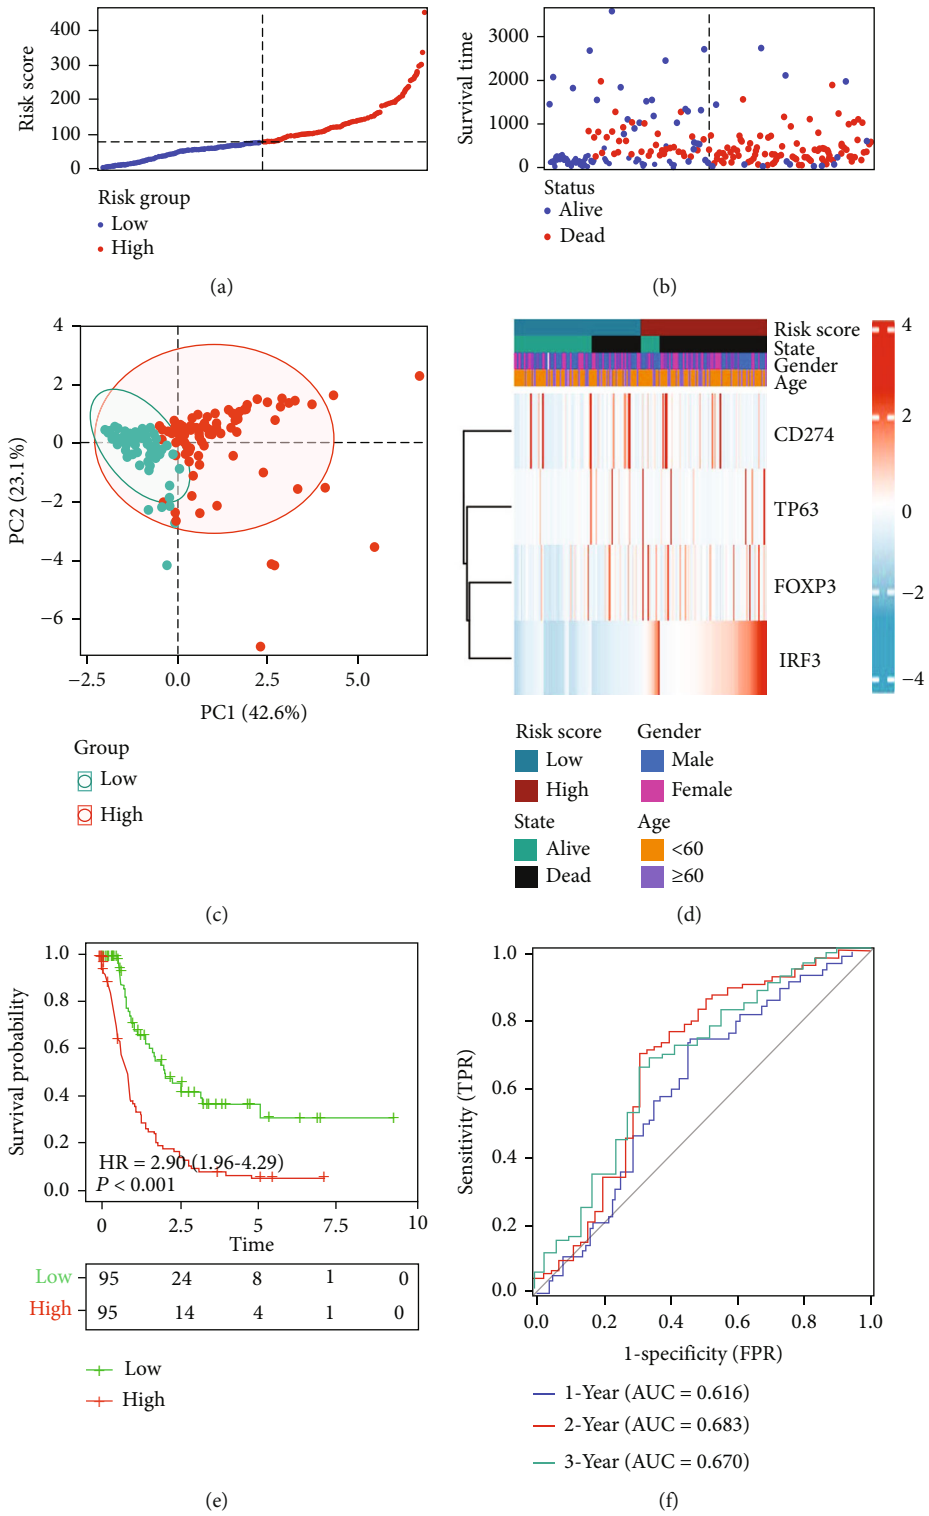 Risk score
400
300
200
100
0
Risk group
Low
High
(a)
Survival time
3000
2000
1000
0
Status
Alive
Dead
(b)
PC2 (23.1%)
4
2
0
−2
−4
−6
−2.5
0.0
2.5
5.0
PC1 (42.6%)
Group
Low
High
(c)
Risk score
State
Gender
Age
CD274
TP63
FOXP3
IRF3
4
2
0
−2
−4
Risk score
Low
High
State
Alive
Dead
Gender
Male
Female
Age
<60
≥60
(d)
Survival probability
1.0
0.8
0.6
0.4
0.2
0.0
HR = 2.90 (1.96-4.29)
P < 0.001
0 2.5 5 7.5 10
Time
Low 95 24 8 1 0
High 95 14 4 1 0
Low
High
(e)
Sensitivity (TPR)
1.0
0.8
0.6
0.4
0.2
0.0
0.0 0.2 0.4 0.6 0.8 1.0
1-specificity (FPR)
1-Year (AUC = 0.616)
2-Year (AUC = 0.683)
3-Year (AUC = 0.670)
(f)